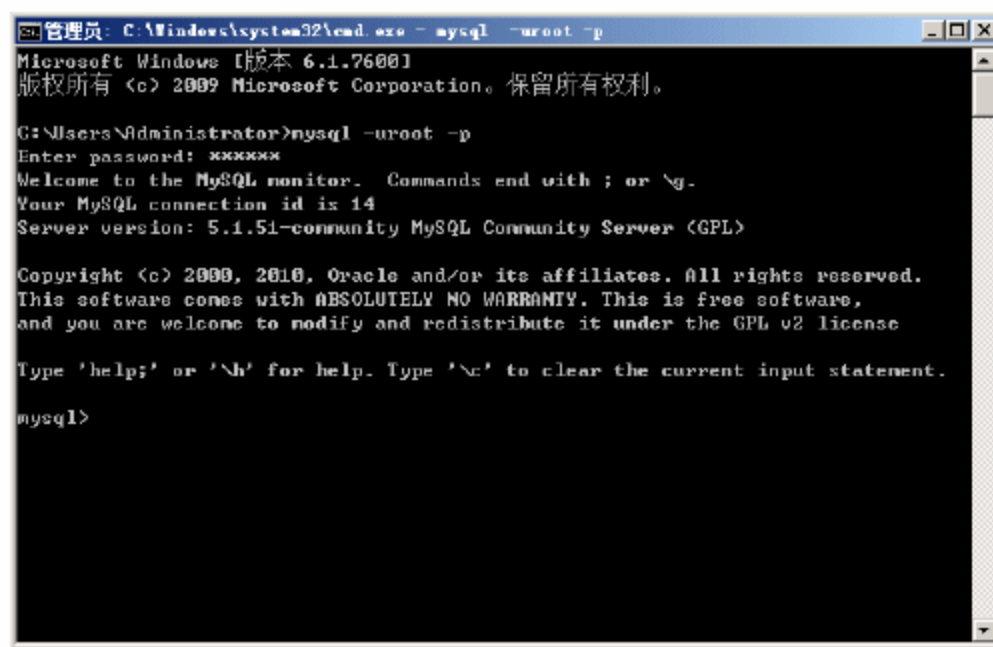 管理员: C:\Windows\system32\cmd.exe - mysql  -uroot -p
Microsoft Windows [版本 6.1.7600]
版权所有 (c) 2009 Microsoft Corporation。保留所有权利。
C:\Users\Administrator>mysql -uroot -p
Enter password: ******
Welcome to the MySQL monitor.  Commands end with ; or \g.
Your MySQL connection id is 14
Server version: 5.1.51-community MySQL Community Server (GPL)
Copyright (c) 2000, 2010, Oracle and/or its affiliates. All rights reserved.
This software comes with ABSOLUTELY NO WARRANTY. This is free software,
and you are welcome to modify and redistribute it under the GPL v2 license
Type 'help;' or '\h' for help. Type '\c' to clear the current input statement.
mysql>